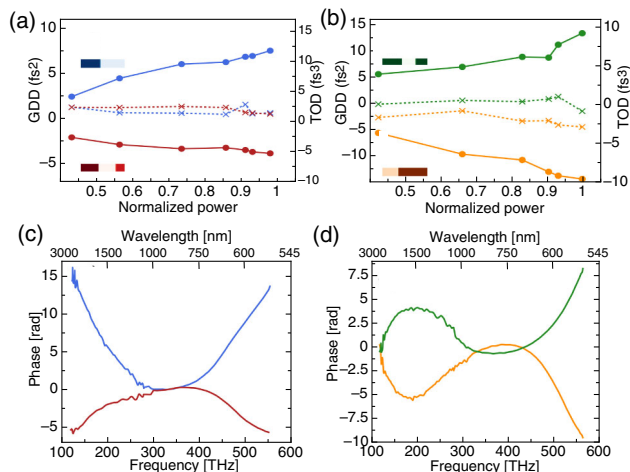 (a) (b)
10 10 15 10
GDD (fs2) 5 5 TOD (fs3) GDD (fs2) 10 5 TOD (fs3)
0 0 5 0
0
-5 -5 -5 -5
-10 -10 -10
0.5 0.6 0.7 0.8 0.9 1 0.5 0.6 0.7 0.8 0.9 1
Normalized power Normalized power
(c) Wavelength [nm] (d) Wavelength [nm]
3000 1500 1000 750 545 3000 1500 1000 750 500 545
15 7.5
Phase [rad] 10 5.0 Phase [rad]
2.5
5 0
-2.5
0 -5.0
-5 -7.5
-10
100 200 300 400 500 600 100 200 300 400 500 600
Frequency [THz] Frequency [THz]